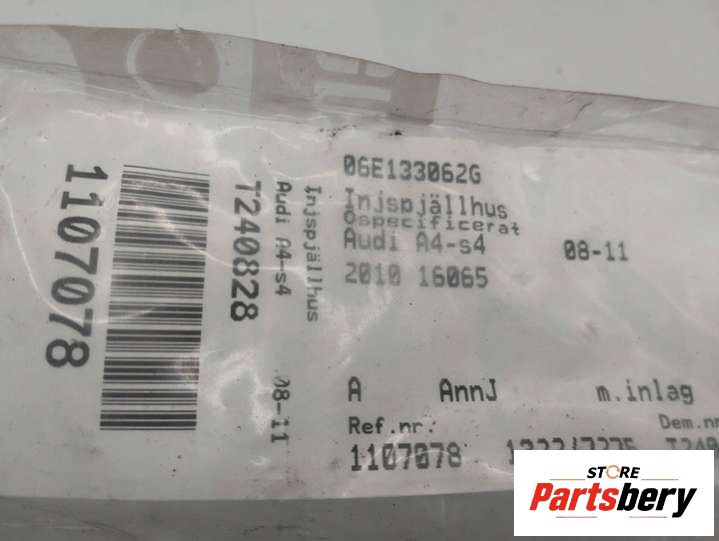 1107078
T240828
Audi A4-s4 08-11
Injspjällhus
06E133062G
Injspjällhus
Ospecificerat
Audi A4-s4 08-11
2010 16065
A AnnJ m.inlag
Ref.nr: Dem.nr
1107078
STORE
Partsbery